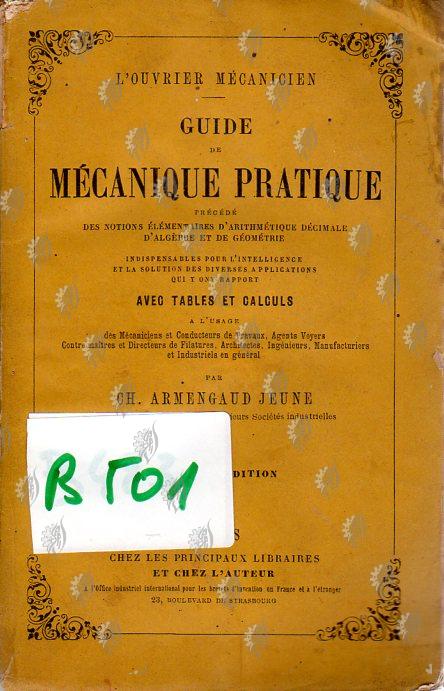 L'OUVRIER MÉCANICIEN
GUIDE
DE
MÉCANIQUE PRATIQUE
PRÉCÉDÉ
DES NOTIONS ÉLÉMENTAIRES D'ARITHMÉTIQUE DÉCIMALE
D'ALGÈBRE ET DE GÉOMÉTRIE
INDISPENSABLES POUR L'INTELLIGENCE
ET LA SOLUTION DES DIVERSES APPLICATIONS
QUI Y ONT RAPPORT
AVEC TABLES ET CALCULS
A L'USAGE
des Mécaniciens et Conducteurs de Travaux, Agents Voyers
Contremaîtres et Directeurs de Filatures, Architectes, Ingénieurs, Manufacturiers
et Industriels en général
PAR
CH. ARMENGAUD JEUNE
Sociétés industrielles
DITION
B T01
S
CHEZ LES PRINCIPAUX LIBRAIRES
ET CHEZ L'AUTEUR
A l'Office industriel international pour les brevets d'invention en France et à l'étranger
23, BOULEVARD DE STRASBOURG